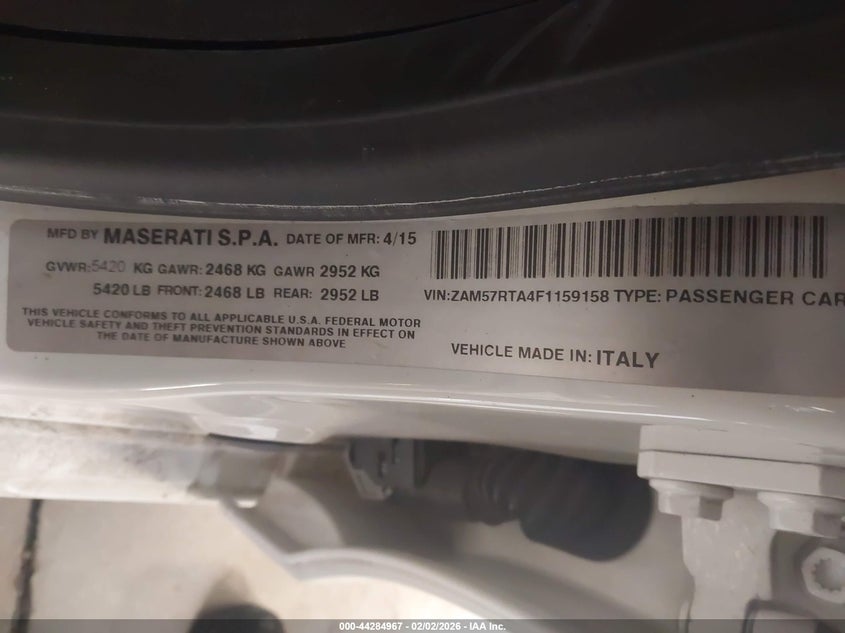 MFD BY MASERATI S.P.A. DATE OF MFR: 4/15
GVWR: 5420 KG GAWR: 2468 KG GAWR 2952 KG
5420 LB FRONT: 2468 LB REAR: 2952 LB
THIS VEHICLE CONFORMS TO ALL APPLICABLE U.S.A. FEDERAL MOTOR
VEHICLE SAFETY AND THEFT PREVENTION STANDARDS IN EFFECT ON
THE DATE OF MANUFACTURE SHOWN ABOVE
VIN:ZAM57RTA4F1159158 TYPE: PASSENGER CAR
VEHICLE MADE IN: ITALY
000-44284967 - 02/02/2026 - IAA Inc.